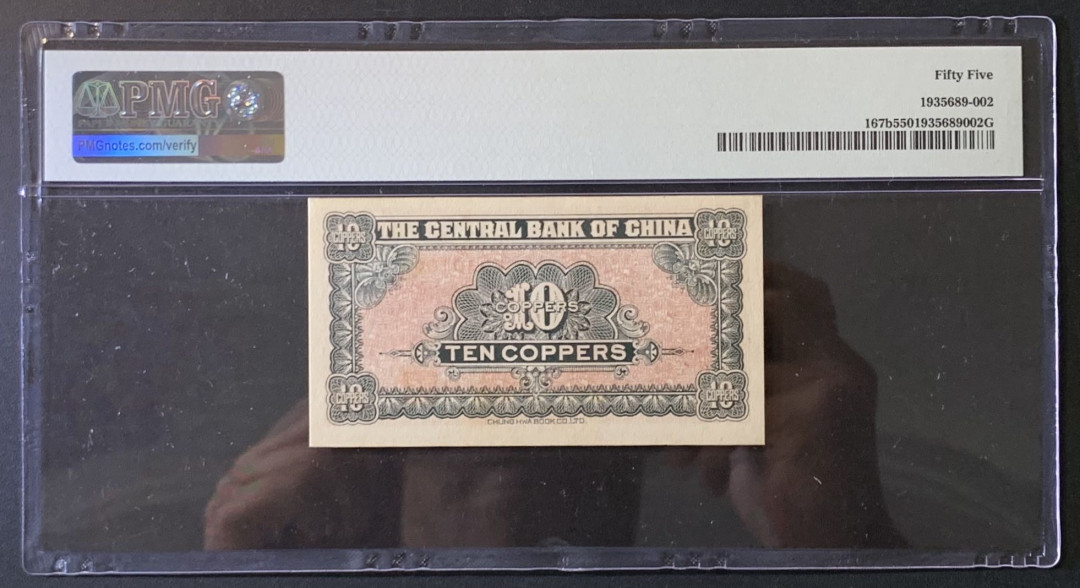 PMG
PMGnotes.com/verify
Fifty Five
1935689-002
167b5501935689002G
10 COPPERS
THE CENTRAL BANK OF CHINA
10 COPPERS
10
COPPERS
TEN COPPERS
10 COPPERS
10 COPPERS
CHUNG HWA BOOK CO. LTD.